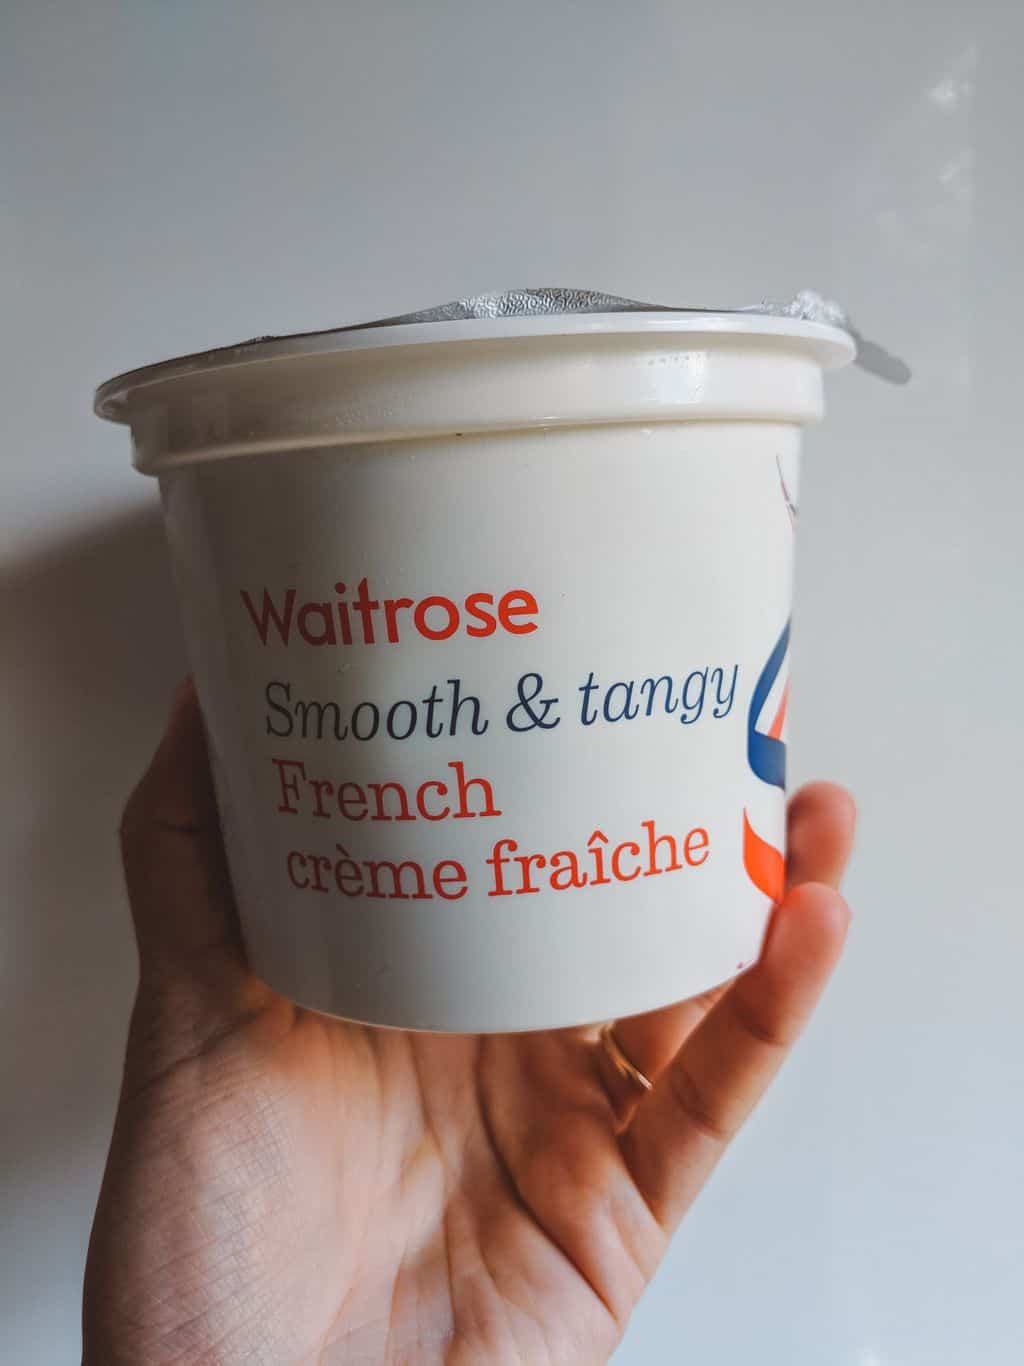 Waitrose
Smooth & tangy
French
crème fraîche